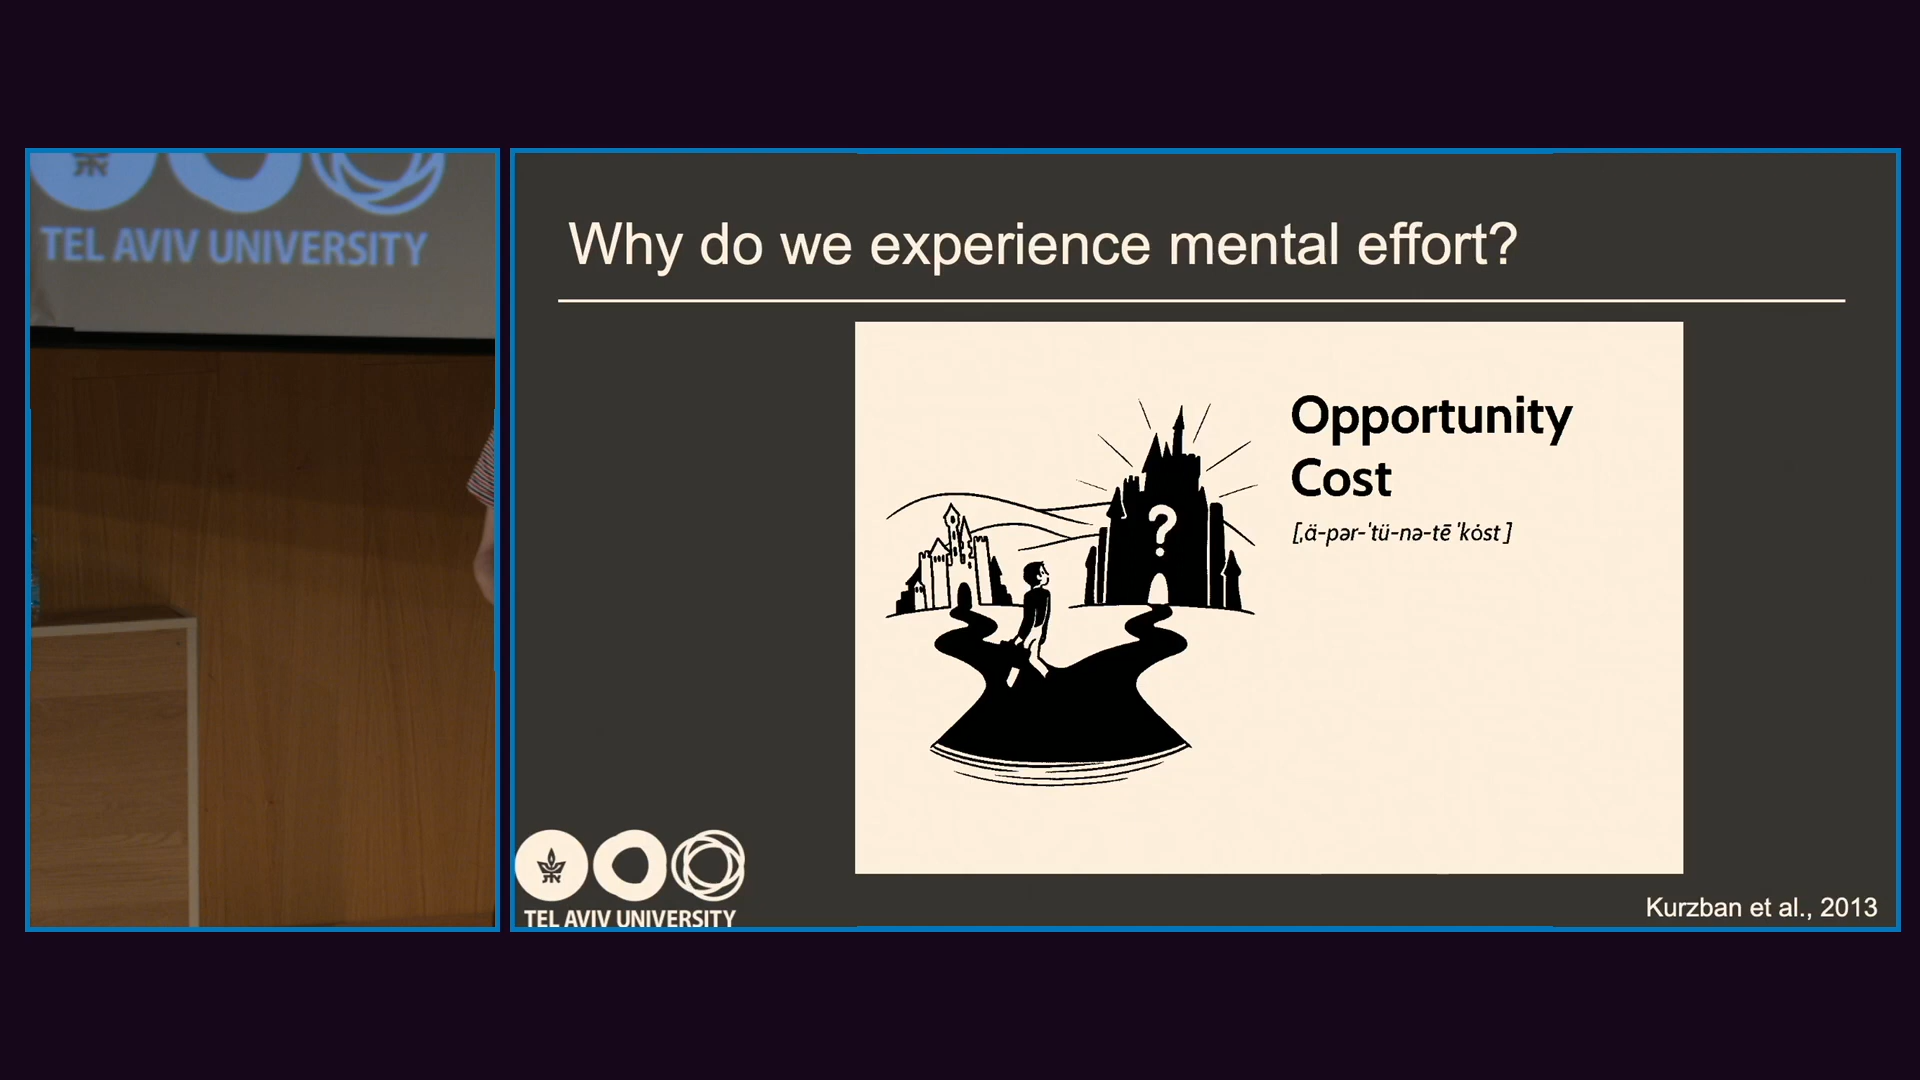 TEL AVIV UNIVERSITY
Why do we experience mental effort?
Opportunity
Cost
[ˌä-pər-ˈtü-nə-tē ˈkȯst]
?
TEL AVIV UNIVERSITY
Kurzban et al., 2013